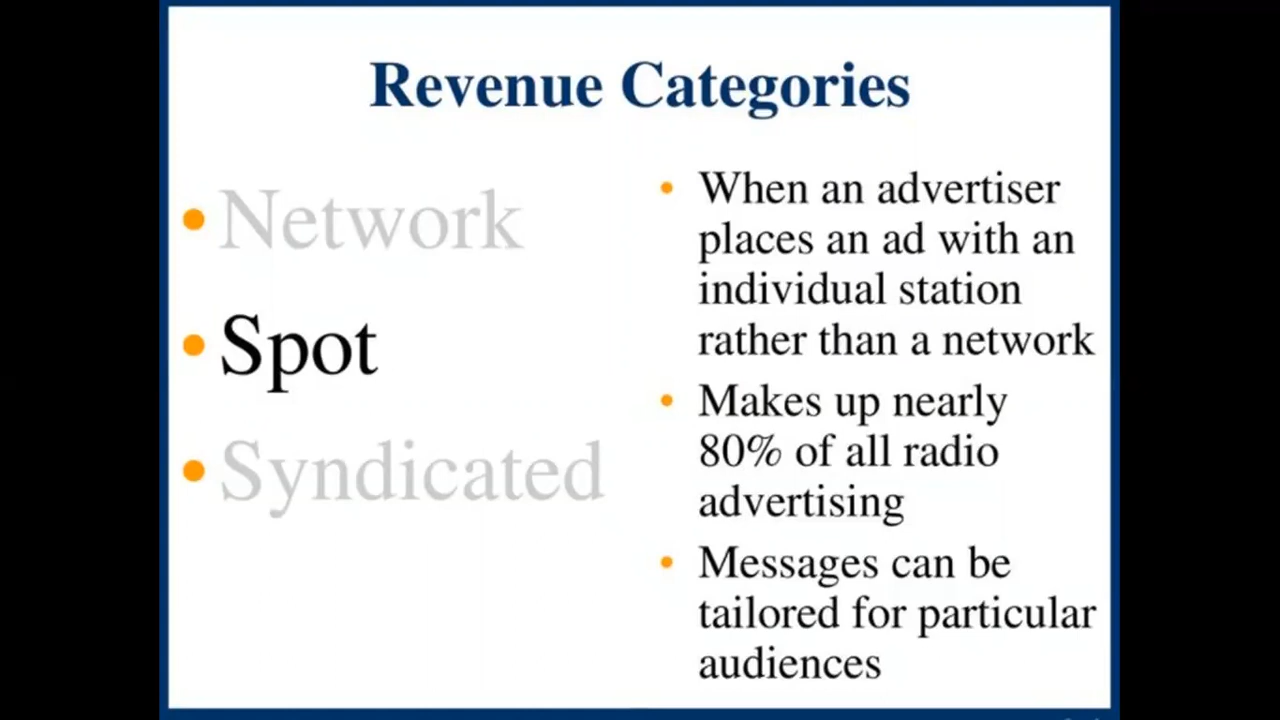 Revenue Categories
Network
Spot
Syndicated
When an advertiser
places an ad with an
individual station
rather than a network
Makes up nearly
80% of all radio
advertising
Messages can be
tailored for particular
audiences